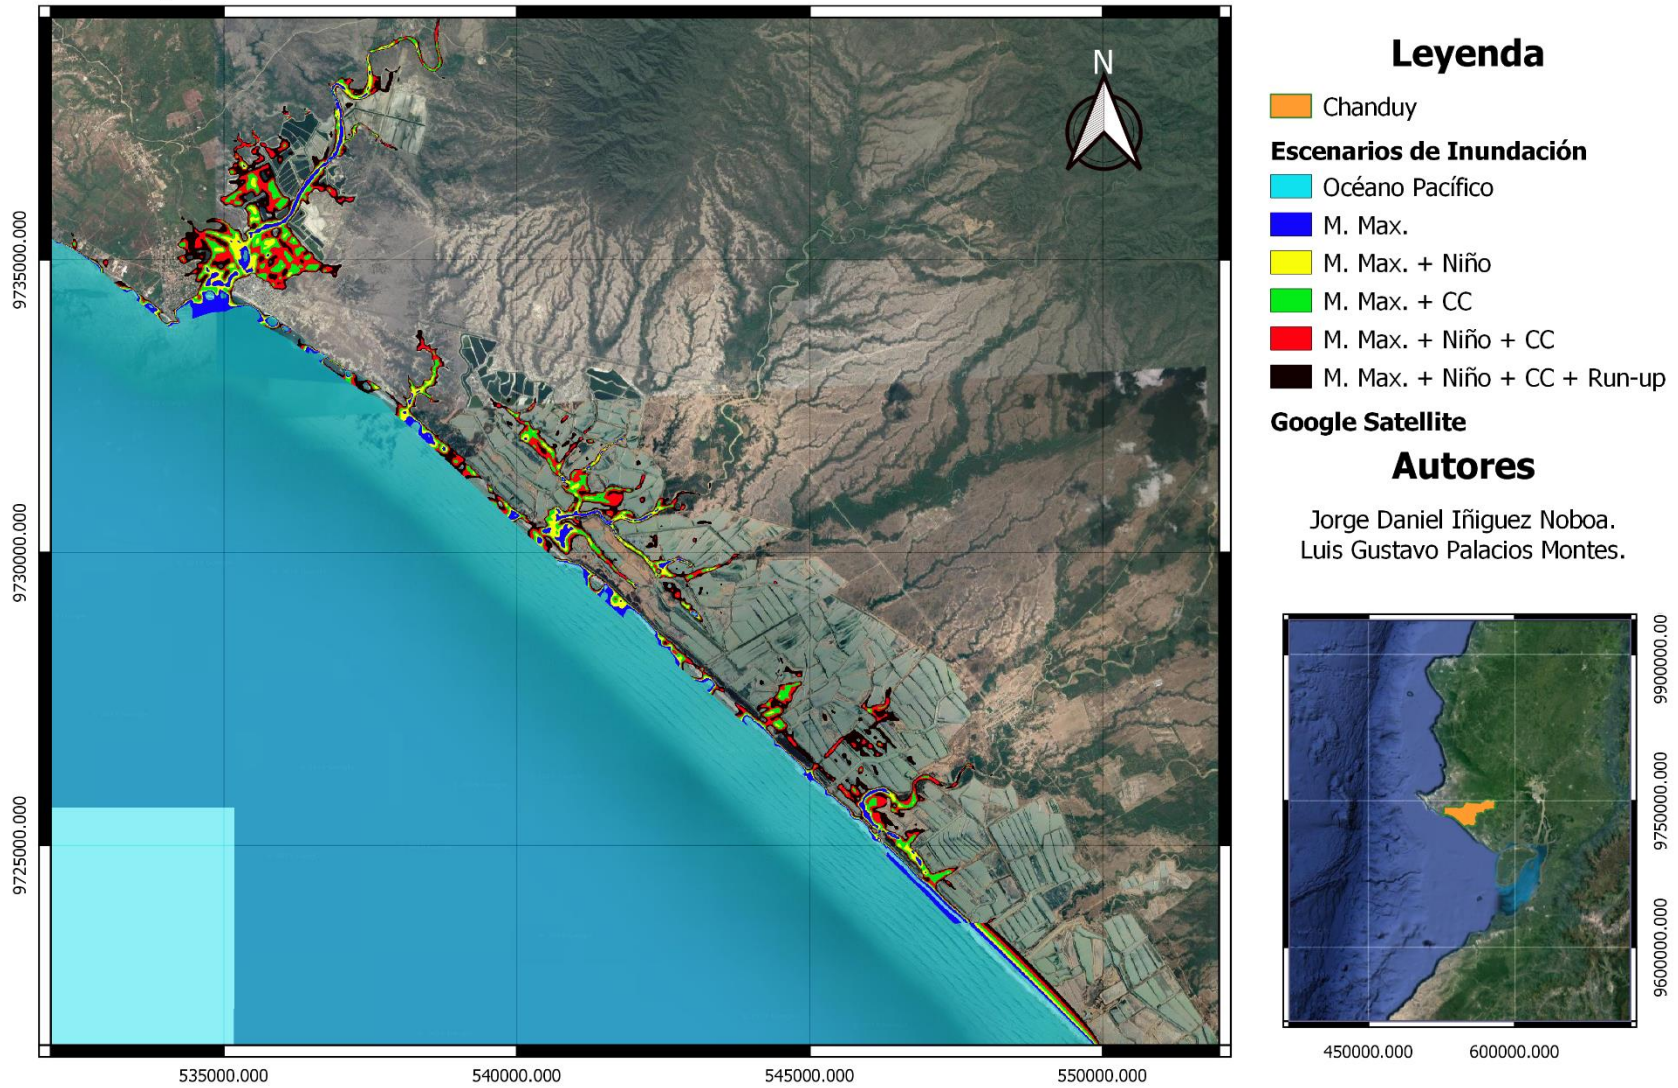 N
9735000.000
9730000.000
9725000.000
535000.000
540000.000
545000.000
550000.000
Leyenda
Chanduy
Escenarios de Inundación
Océano Pacífico
M. Max.
M. Max. + Niño
M. Max. + CC
M. Max. + Niño + CC
M. Max. + Niño + CC + Run-up
Google Satellite
Autores
Jorge Daniel Iñiguez Noboa.
Luis Gustavo Palacios Montes.
9900000.000
9750000.000
9600000.000
450000.000
600000.000